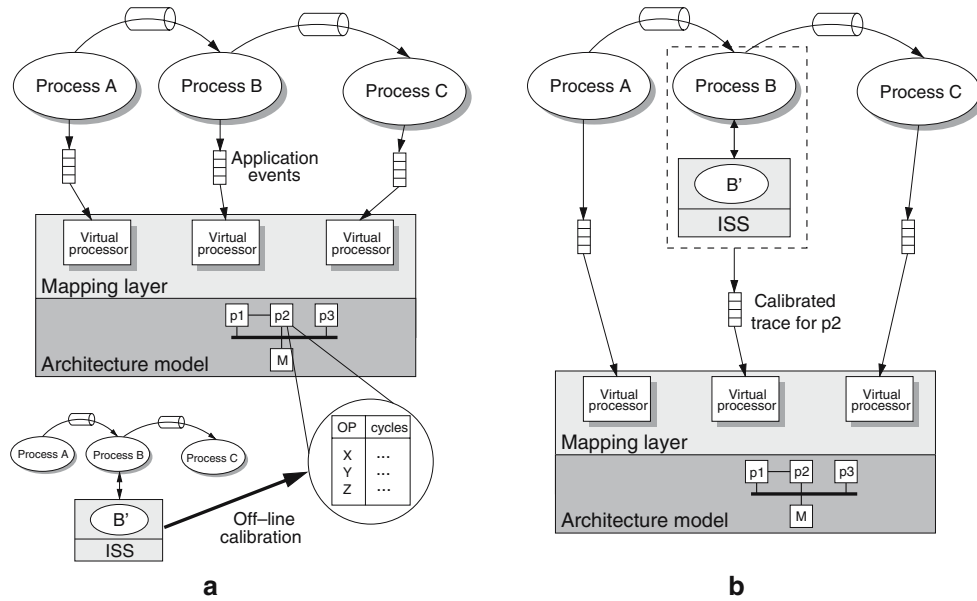 Process A
Process B
Process C
Application
events
Virtual
processor
Virtual
processor
Virtual
processor
Mapping layer
p1
p2
p3
M
Architecture model
OP
cycles
X
...
Y
...
Z
...
Process A
Process B
Process C
B'
ISS
Off–line
calibration
a
Process A
Process B
Process C
B'
ISS
Calibrated
trace for p2
Virtual
processor
Virtual
processor
Virtual
processor
Mapping layer
p1
p2
p3
M
Architecture model
b